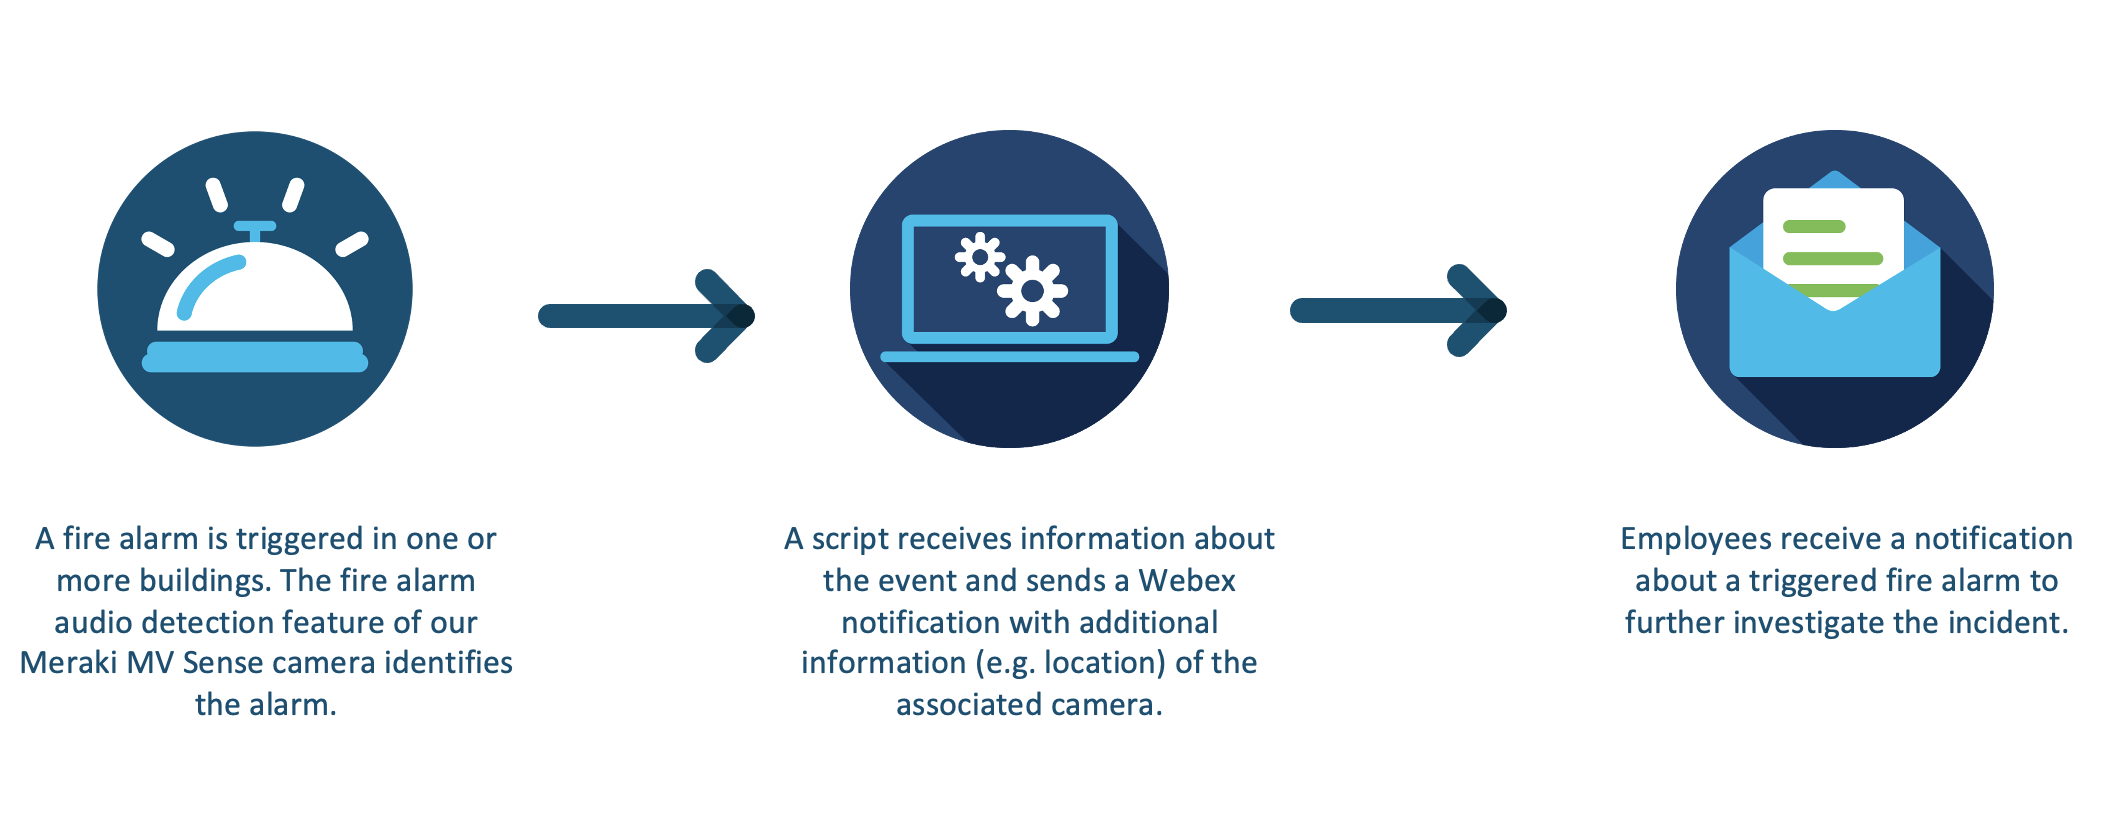 A fire alarm is triggered in one or
more buildings. The fire alarm
audio detection feature of our
Meraki MV Sense camera identifies
the alarm.
A script receives information about
the event and sends a Webex
notification with additional
information (e.g. location) of the
associated camera.
Employees receive a notification
about a triggered fire alarm to
further investigate the incident.